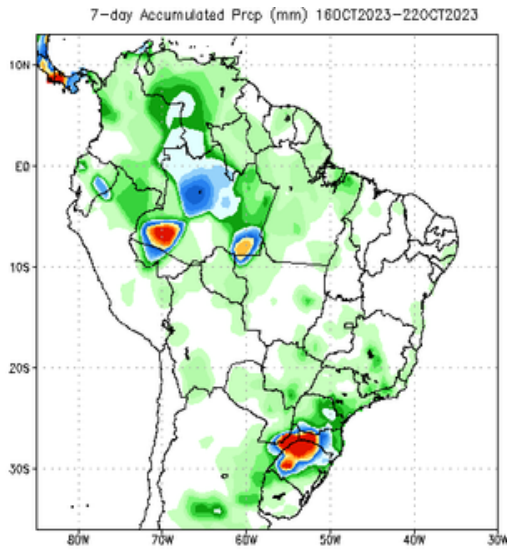 7-day Accumulated Prcp (mm) 16OCT2023-22OCT2023
10N
EQ
10S
20S
30S
80W 70W 60W 50W 40W 30W